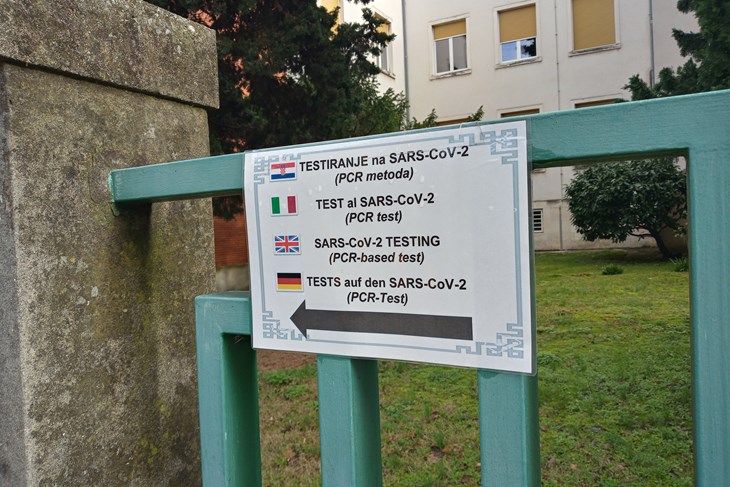 TESTIRANJE na SARS-CoV-2
(PCR metoda)
TEST al SARS-CoV-2
(PCR test)
SARS-CoV-2 TESTING
(PCR-based test)
TESTS auf den SARS-CoV-2
(PCR-Test)